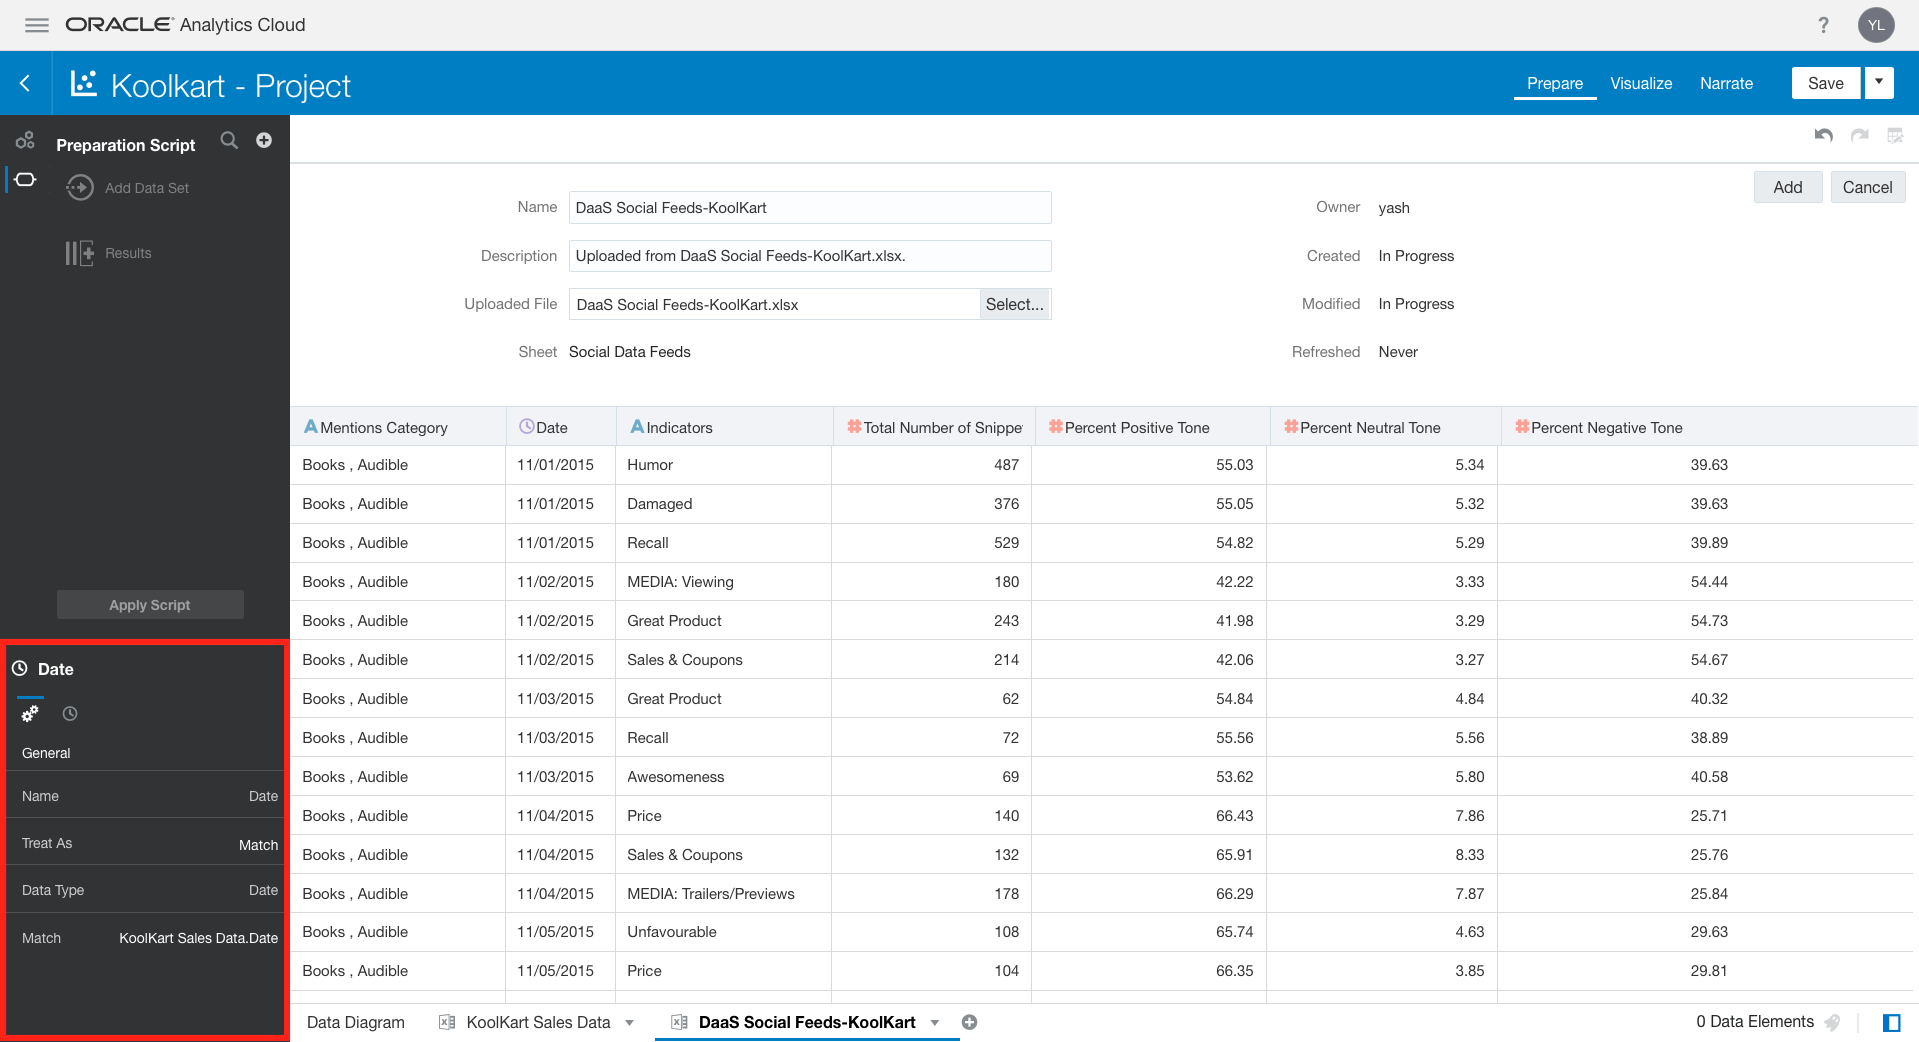 ORACLE Analytics Cloud ? YL
Koolkart - Project Prepare Visualize Narrate Save
Preparation Script
Add Data Set
Results
Apply Script
Date
General
Name Date
Treat As Match
Data Type Date
Match KoolKart Sales Data.Date
Add Cancel
Name DaaS Social Feeds-KoolKart Owner yash
Description Uploaded from DaaS Social Feeds-KoolKart.xlsx. Created In Progress
Uploaded File DaaS Social Feeds-KoolKart.xlsx Select... Modified In Progress
Sheet Social Data Feeds Refreshed Never
A Mentions Category Date A Indicators # Total Number of Snippe # Percent Positive Tone # Percent Neutral Tone # Percent Negative Tone
Books , Audible 11/01/2015 Humor 487 55.03 5.34 39.63
Books , Audible 11/01/2015 Damaged 376 55.05 5.32 39.63
Books , Audible 11/01/2015 Recall 529 54.82 5.29 39.89
Books , Audible 11/02/2015 MEDIA: Viewing 180 42.22 3.33 54.44
Books , Audible 11/02/2015 Great Product 243 41.98 3.29 54.73
Books , Audible 11/02/2015 Sales & Coupons 214 42.06 3.27 54.67
Books , Audible 11/03/2015 Great Product 62 54.84 4.84 40.32
Books , Audible 11/03/2015 Recall 72 55.56 5.56 38.89
Books , Audible 11/03/2015 Awesomeness 69 53.62 5.80 40.58
Books , Audible 11/04/2015 Price 140 66.43 7.86 25.71
Books , Audible 11/04/2015 Sales & Coupons 132 65.91 8.33 25.76
Books , Audible 11/04/2015 MEDIA: Trailers/Previews 178 66.29 7.87 25.84
Books , Audible 11/05/2015 Unfavourable 108 65.74 4.63 29.63
Books , Audible 11/05/2015 Price 104 66.35 3.85 29.81
Data Diagram KoolKart Sales Data DaaS Social Feeds-KoolKart 0 Data Elements